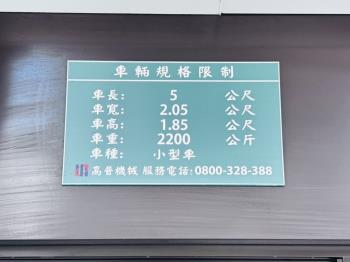 車輛規格限制
車長: 5 公尺
車寬: 2.05 公尺
車高: 1.85 公尺
車重: 2200 公斤
車種: 小型車
高晉機械 服務電話:0800-328-388